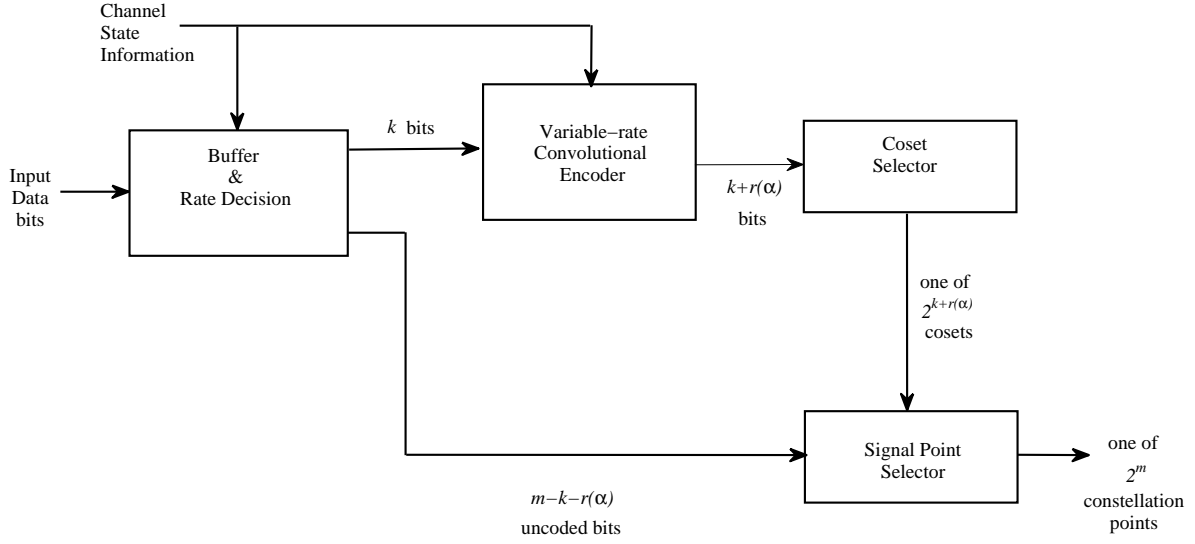 Channel
State
Information
Input
Data
bits
Buffer
&
Rate Decision
k bits
Variable−rate
Convolutional
Encoder
k+r(α)
bits
Coset
Selector
one of
2^{k+r(α)}
cosets
m−k−r(α)
uncoded bits
Signal Point
Selector
one of
2^m
constellation
points